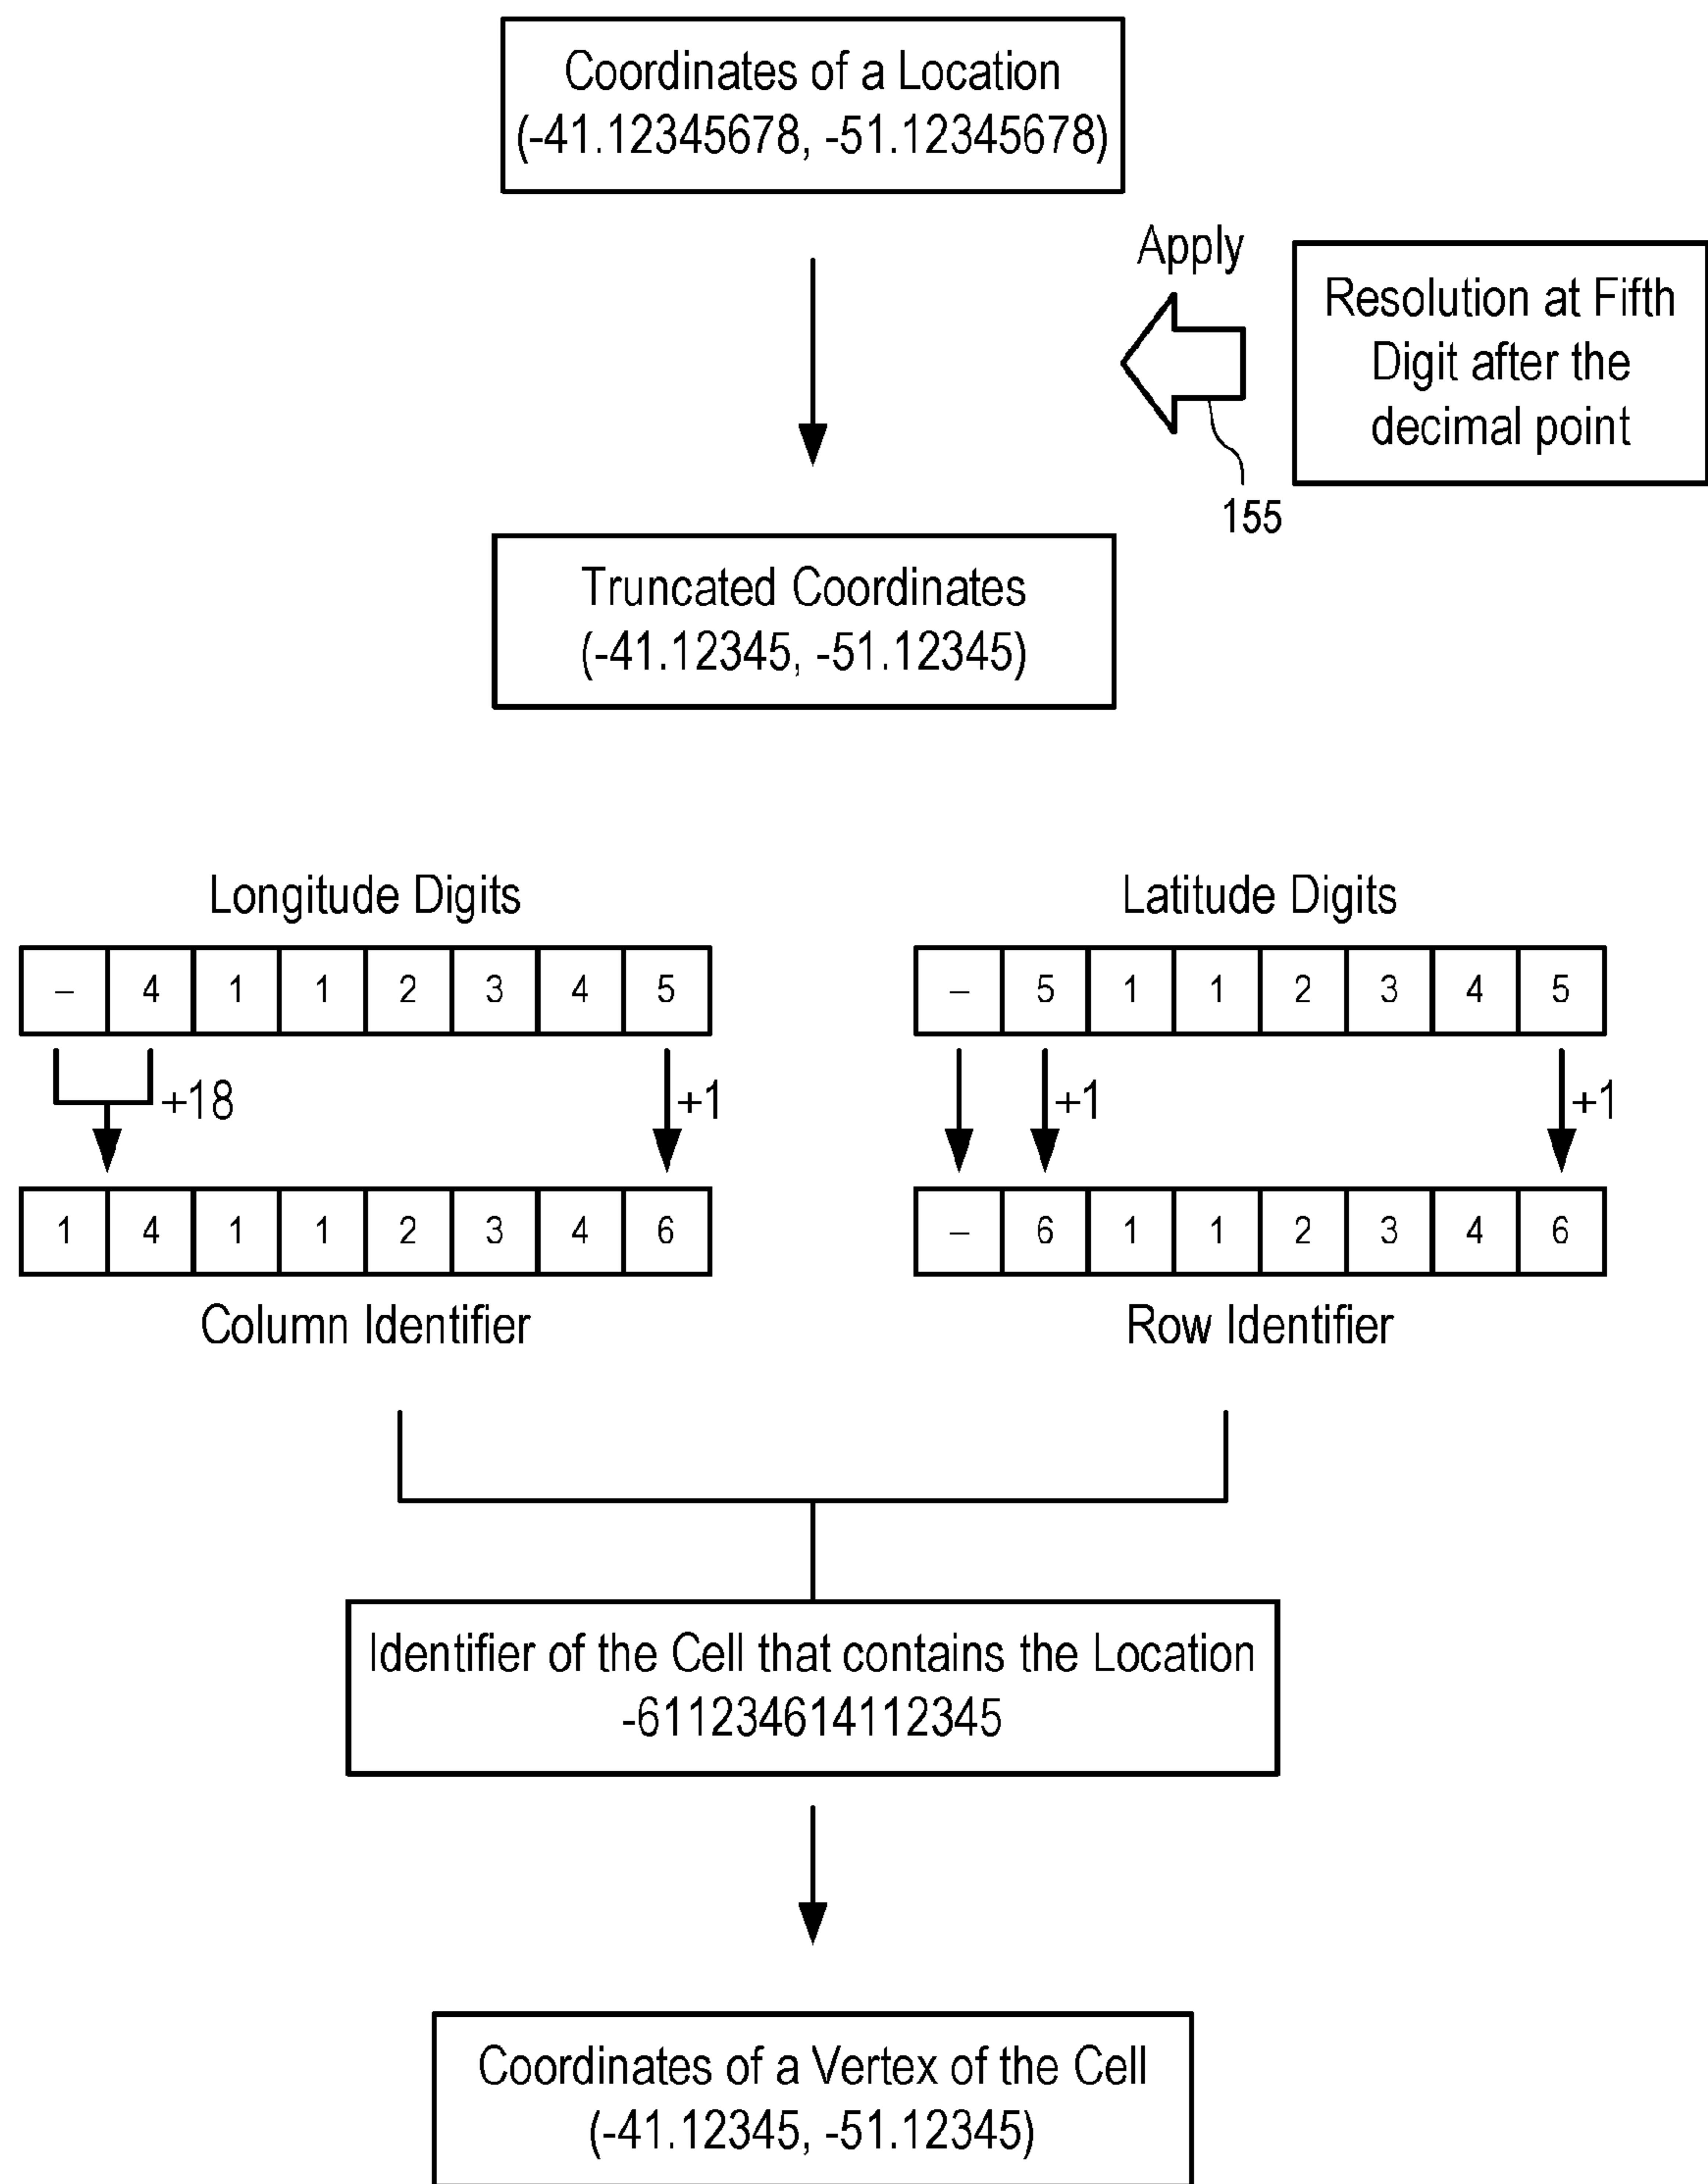 Coordinates of a Location
(-41.12345678, -51.12345678)
Apply
Resolution at Fifth
Digit after the
decimal point
155
Truncated Coordinates
(-41.12345, -51.12345)
Longitude Digits
– 4 1 1 2 3 4 5
+18 +1
1 4 1 1 2 3 4 6
Column Identifier
Latitude Digits
– 5 1 1 2 3 4 5
+1 +1
– 6 1 1 2 3 4 6
Row Identifier
Identifier of the Cell that contains the Location
-611234614112345
Coordinates of a Vertex of the Cell
(-41.12345, -51.12345)